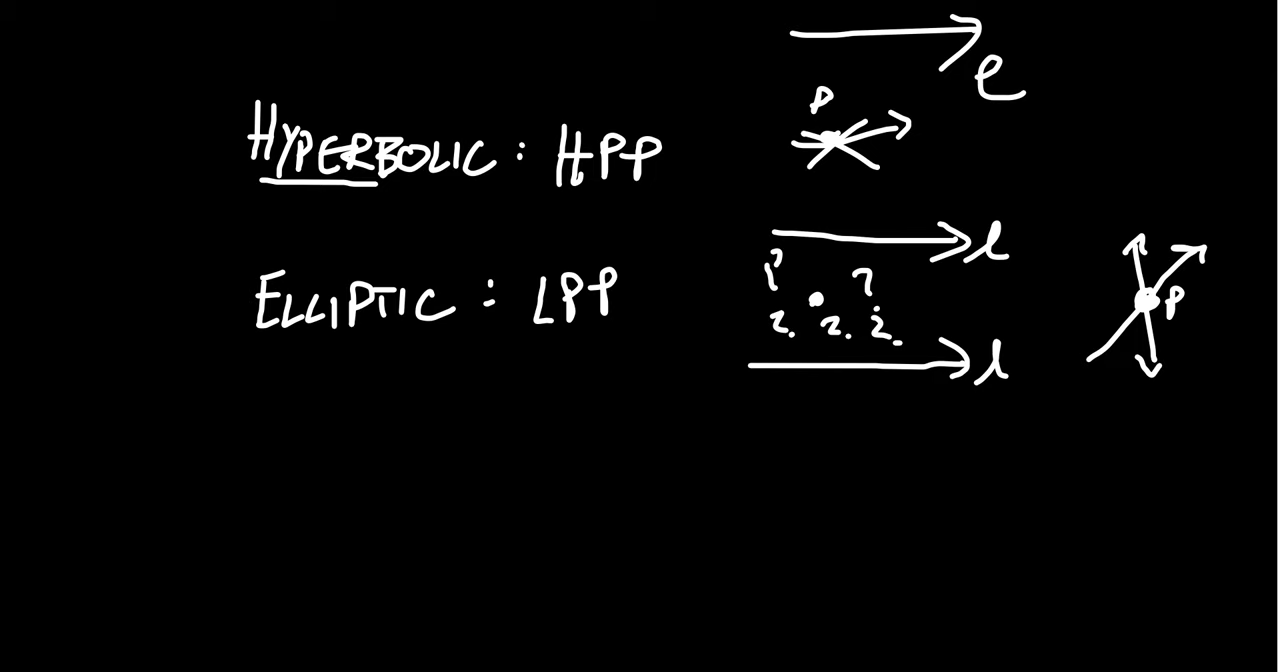 l
P
HYPERBOLIC : HPP
l
? ?
P
ELLIPTIC : LPP
? ? ?
l